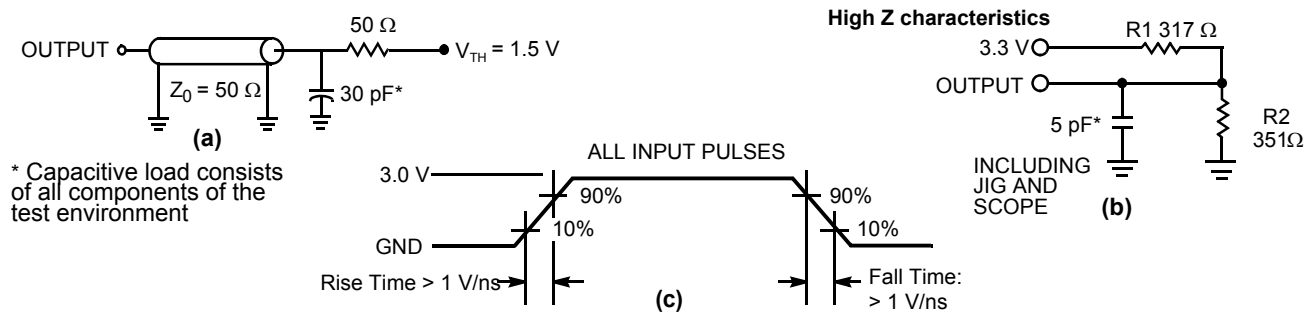 High Z characteristics
50 Ω
R1 317 Ω
3.3 V
OUTPUT
V_TH = 1.5 V
OUTPUT
Z_0 = 50 Ω
30 pF*
(a)
5 pF*
R2
351Ω
* Capacitive load consists
of all components of the
test environment
INCLUDING
JIG AND
SCOPE
(b)
ALL INPUT PULSES
3.0 V
90%
90%
10%
10%
GND
Rise Time > 1 V/ns
Fall Time:
> 1 V/ns
(c)